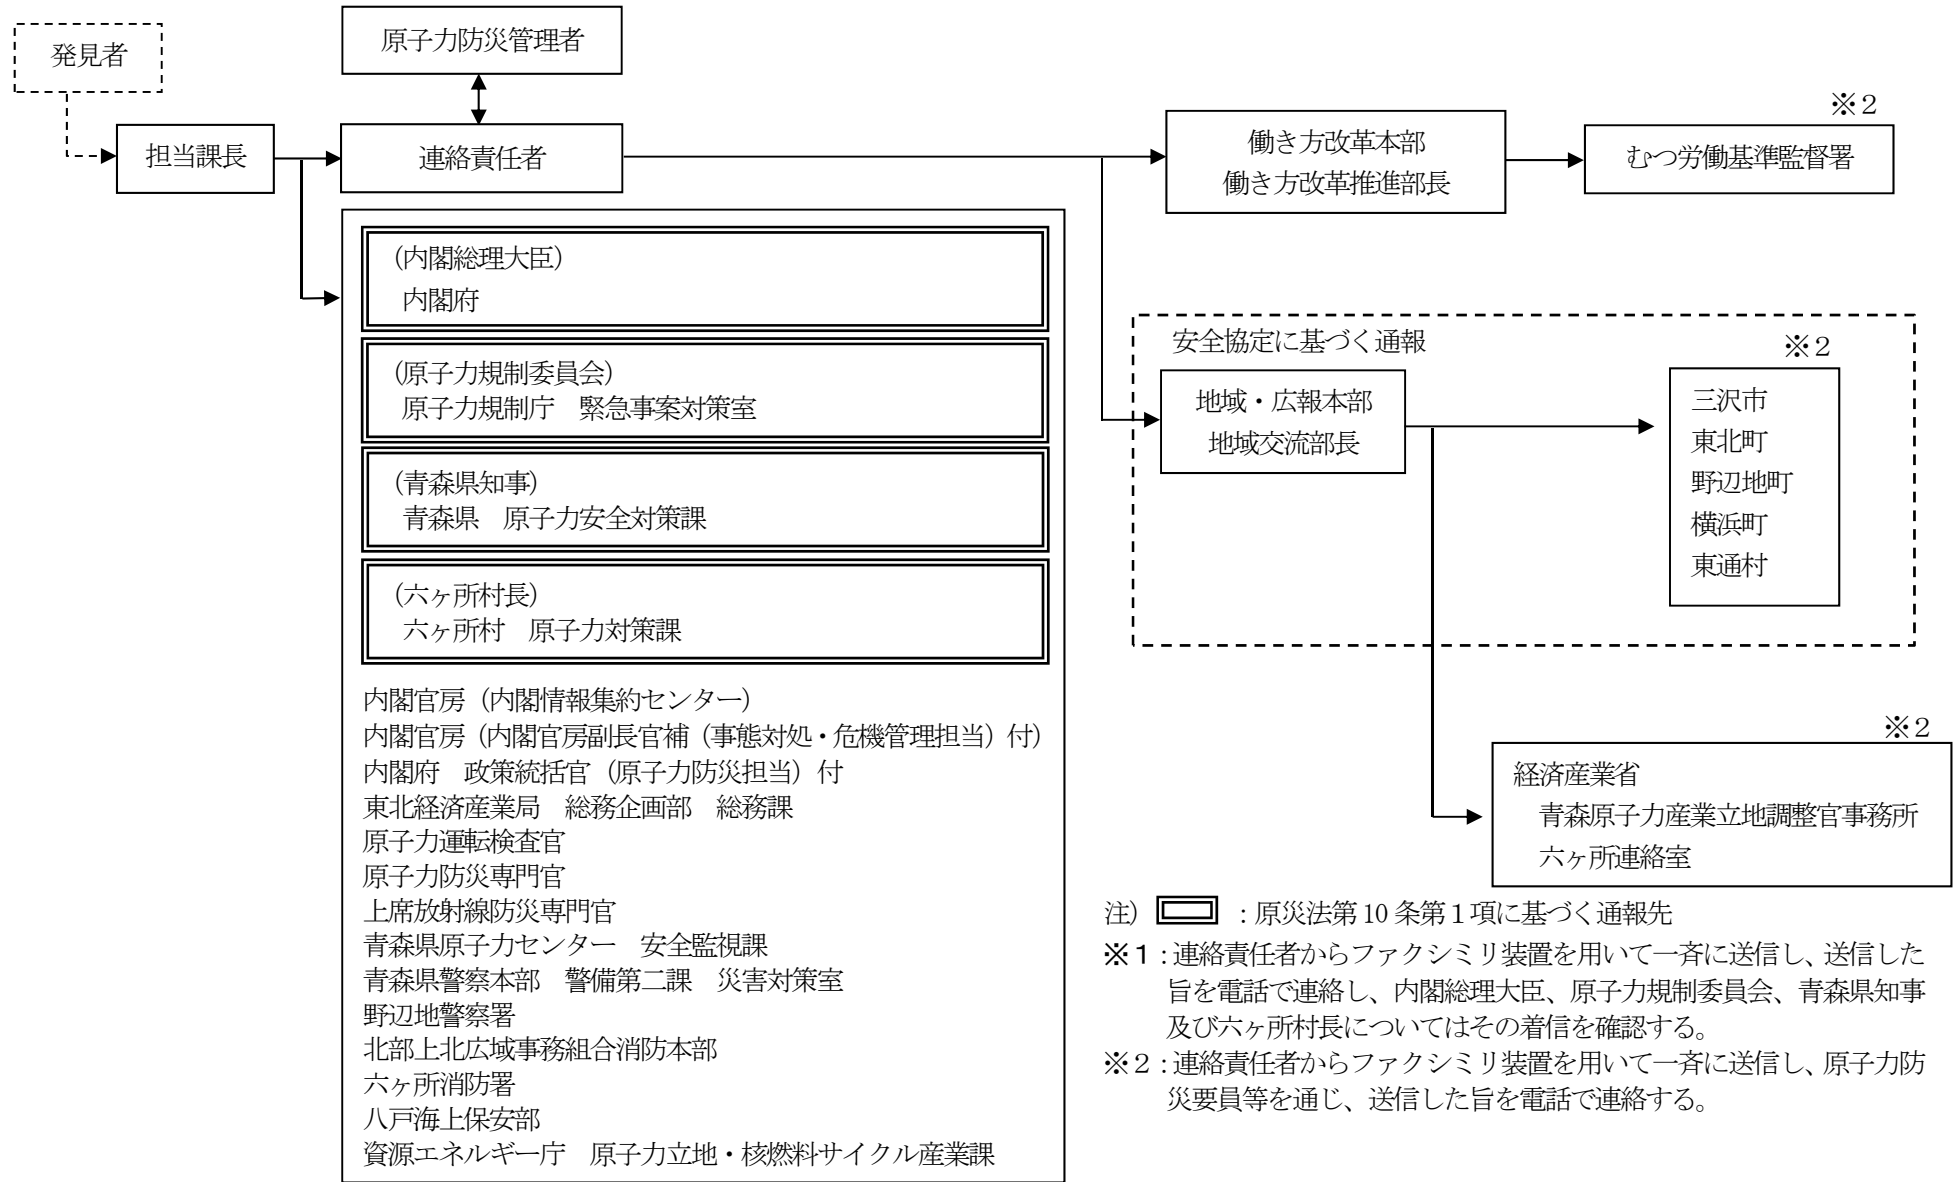 発見者
原子力防災管理者
担当課長
連絡責任者
働き方改革本部
働き方改革推進部長
※２
むつ労働基準監督署
(内閣総理大臣)
内閣府
(原子力規制委員会)
原子力規制庁　緊急事案対策室
(青森県知事)
青森県　原子力安全対策課
(六ヶ所村長)
六ヶ所村　原子力対策課
内閣官房（内閣情報集約センター）
内閣官房（内閣官房副長官補（事態対処・危機管理担当）付）
内閣府　政策統括官（原子力防災担当）付
東北経済産業局　総務企画部　総務課
原子力運転検査官
原子力防災専門官
上席放射線防災専門官
青森県原子力センター　安全監視課
青森県警察本部　警備第二課　災害対策室
野辺地警察署
北部上北広域事務組合消防本部
六ヶ所消防署
八戸海上保安部
資源エネルギー庁　原子力立地・核燃料サイクル産業課
安全協定に基づく通報
地域・広報本部
地域交流部長
※２
三沢市
東北町
野辺地町
横浜町
東通村
※２
経済産業省
青森原子力産業立地調整官事務所
六ヶ所連絡室
注）　：原災法第10条第１項に基づく通報先
※１：連絡責任者からファクシミリ装置を用いて一斉に送信し、送信した
旨を電話で連絡し、内閣総理大臣、原子力規制委員会、青森県知事
及び六ヶ所村長についてはその着信を確認する。
※２：連絡責任者からファクシミリ装置を用いて一斉に送信し、原子力防
災要員等を通じ、送信した旨を電話で連絡する。